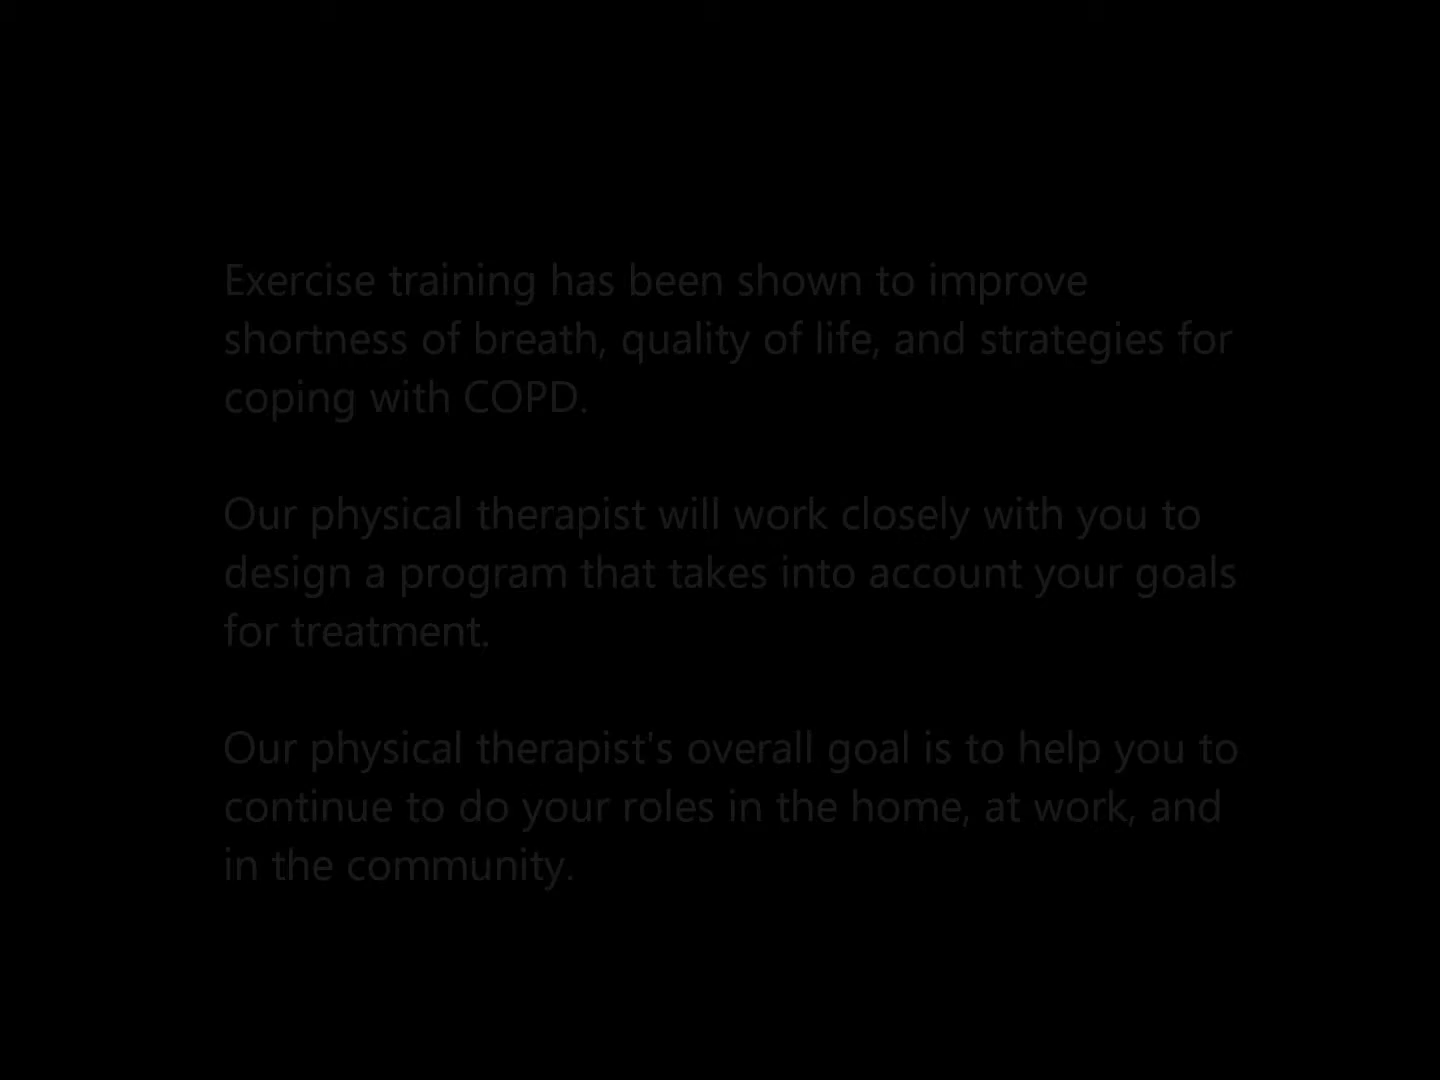 Exercise training has been shown to improve
shortness of breath, quality of life, and strategies for
coping with COPD.
Our physical therapist will work closely with you to
design a program that takes into account your goals
for treatment.
Our physical therapist's overall goal is to help you to
continue to do your roles in the home, at work, and
in the community.